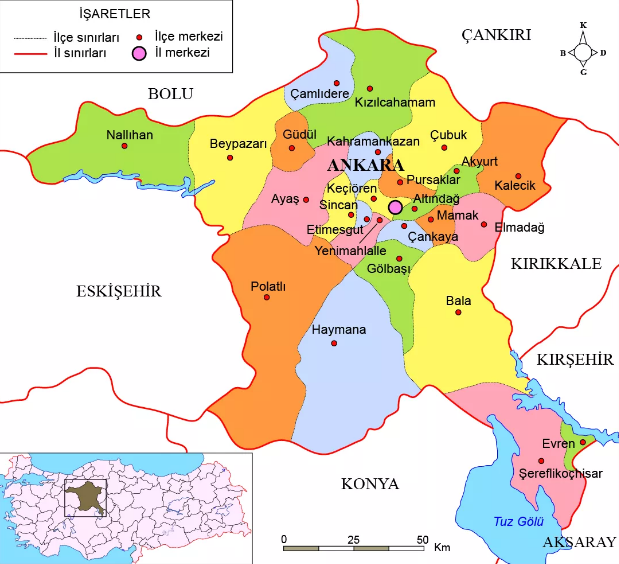 İŞARETLER
İlçe sınırları
İlçe merkezi
İl sınırları
İl merkezi
ÇANKIRI
K
B
D
G
BOLU
Çamlıdere
Kızılcahamam
Nallıhan
Beypazarı
Güdül
Kahramankazan
Çubuk
ANKARA
Akyurt
Pursaklar
Kalecik
Keçiören
Ayaş
Sincan
Altındağ
Mamak
Etimesgut
Elmadağ
Çankaya
Yenimahlalle
KIRIKKALE
Gölbaşı
ESKİŞEHİR
Polatlı
Bala
Haymana
KIRŞEHİR
Evren
Şereflikoçhisar
KONYA
Tuz Gölü
AKSARAY
0 25 50
Km